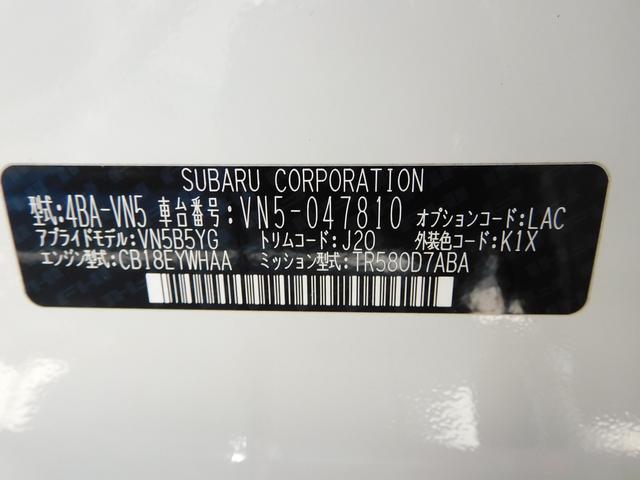 SUBARU CORPORATION
型式:4BA-VN5 車台番号:VN5-047810 オプションコード:LAC
アプライドモデル:VN5B5YG トリムコード:J20 外装色コード:K1X
エンジン型式:CB18EYWHAA ミッション型式:TR580D7ABA